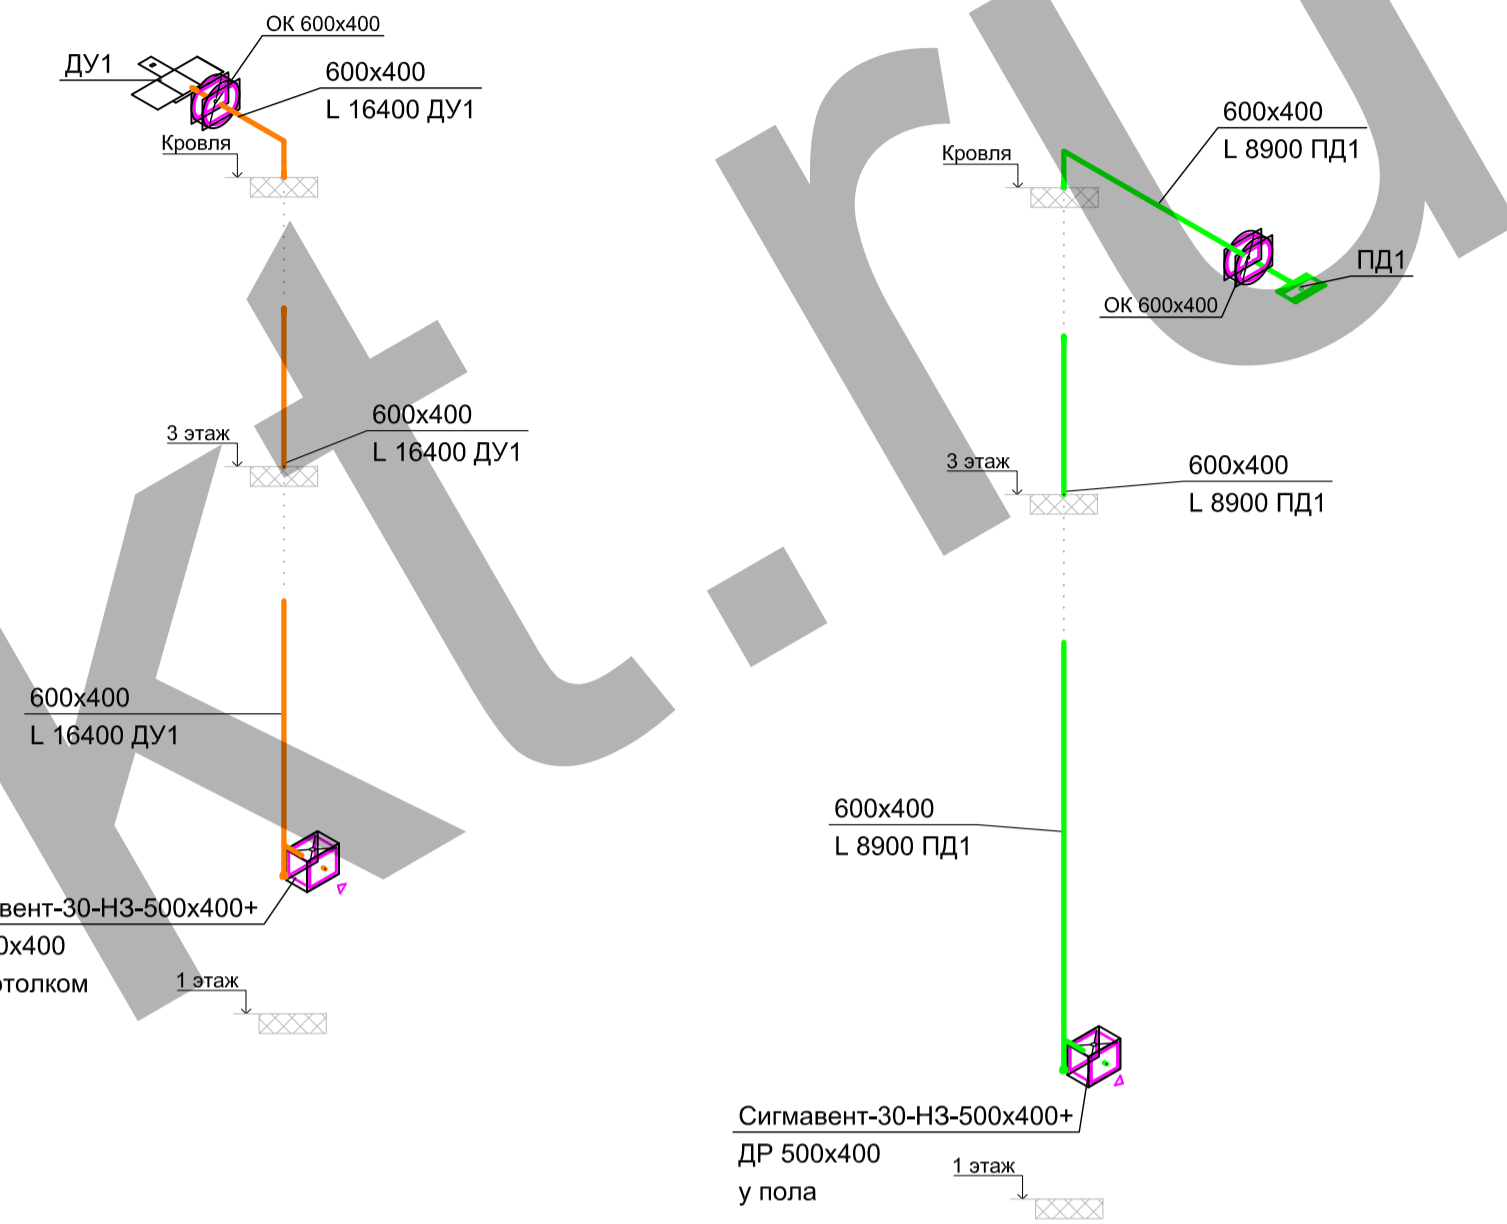 ОК 600х400
ДУ1
600х400
L 16400 ДУ1
Кровля
600х400
L 8900 ПД1
Кровля
ПД1
ОК 600х400
600х400
L 16400 ДУ1
3 этаж
3 этаж
600х400
L 8900 ПД1
600х400
L 16400 ДУ1
600х400
L 8900 ПД1
вент-30-НЗ-500х400+
0х400
отолком
1 этаж
Сигмавент-30-НЗ-500х400+
ДР 500х400
у пола
1 этаж
kt.ru